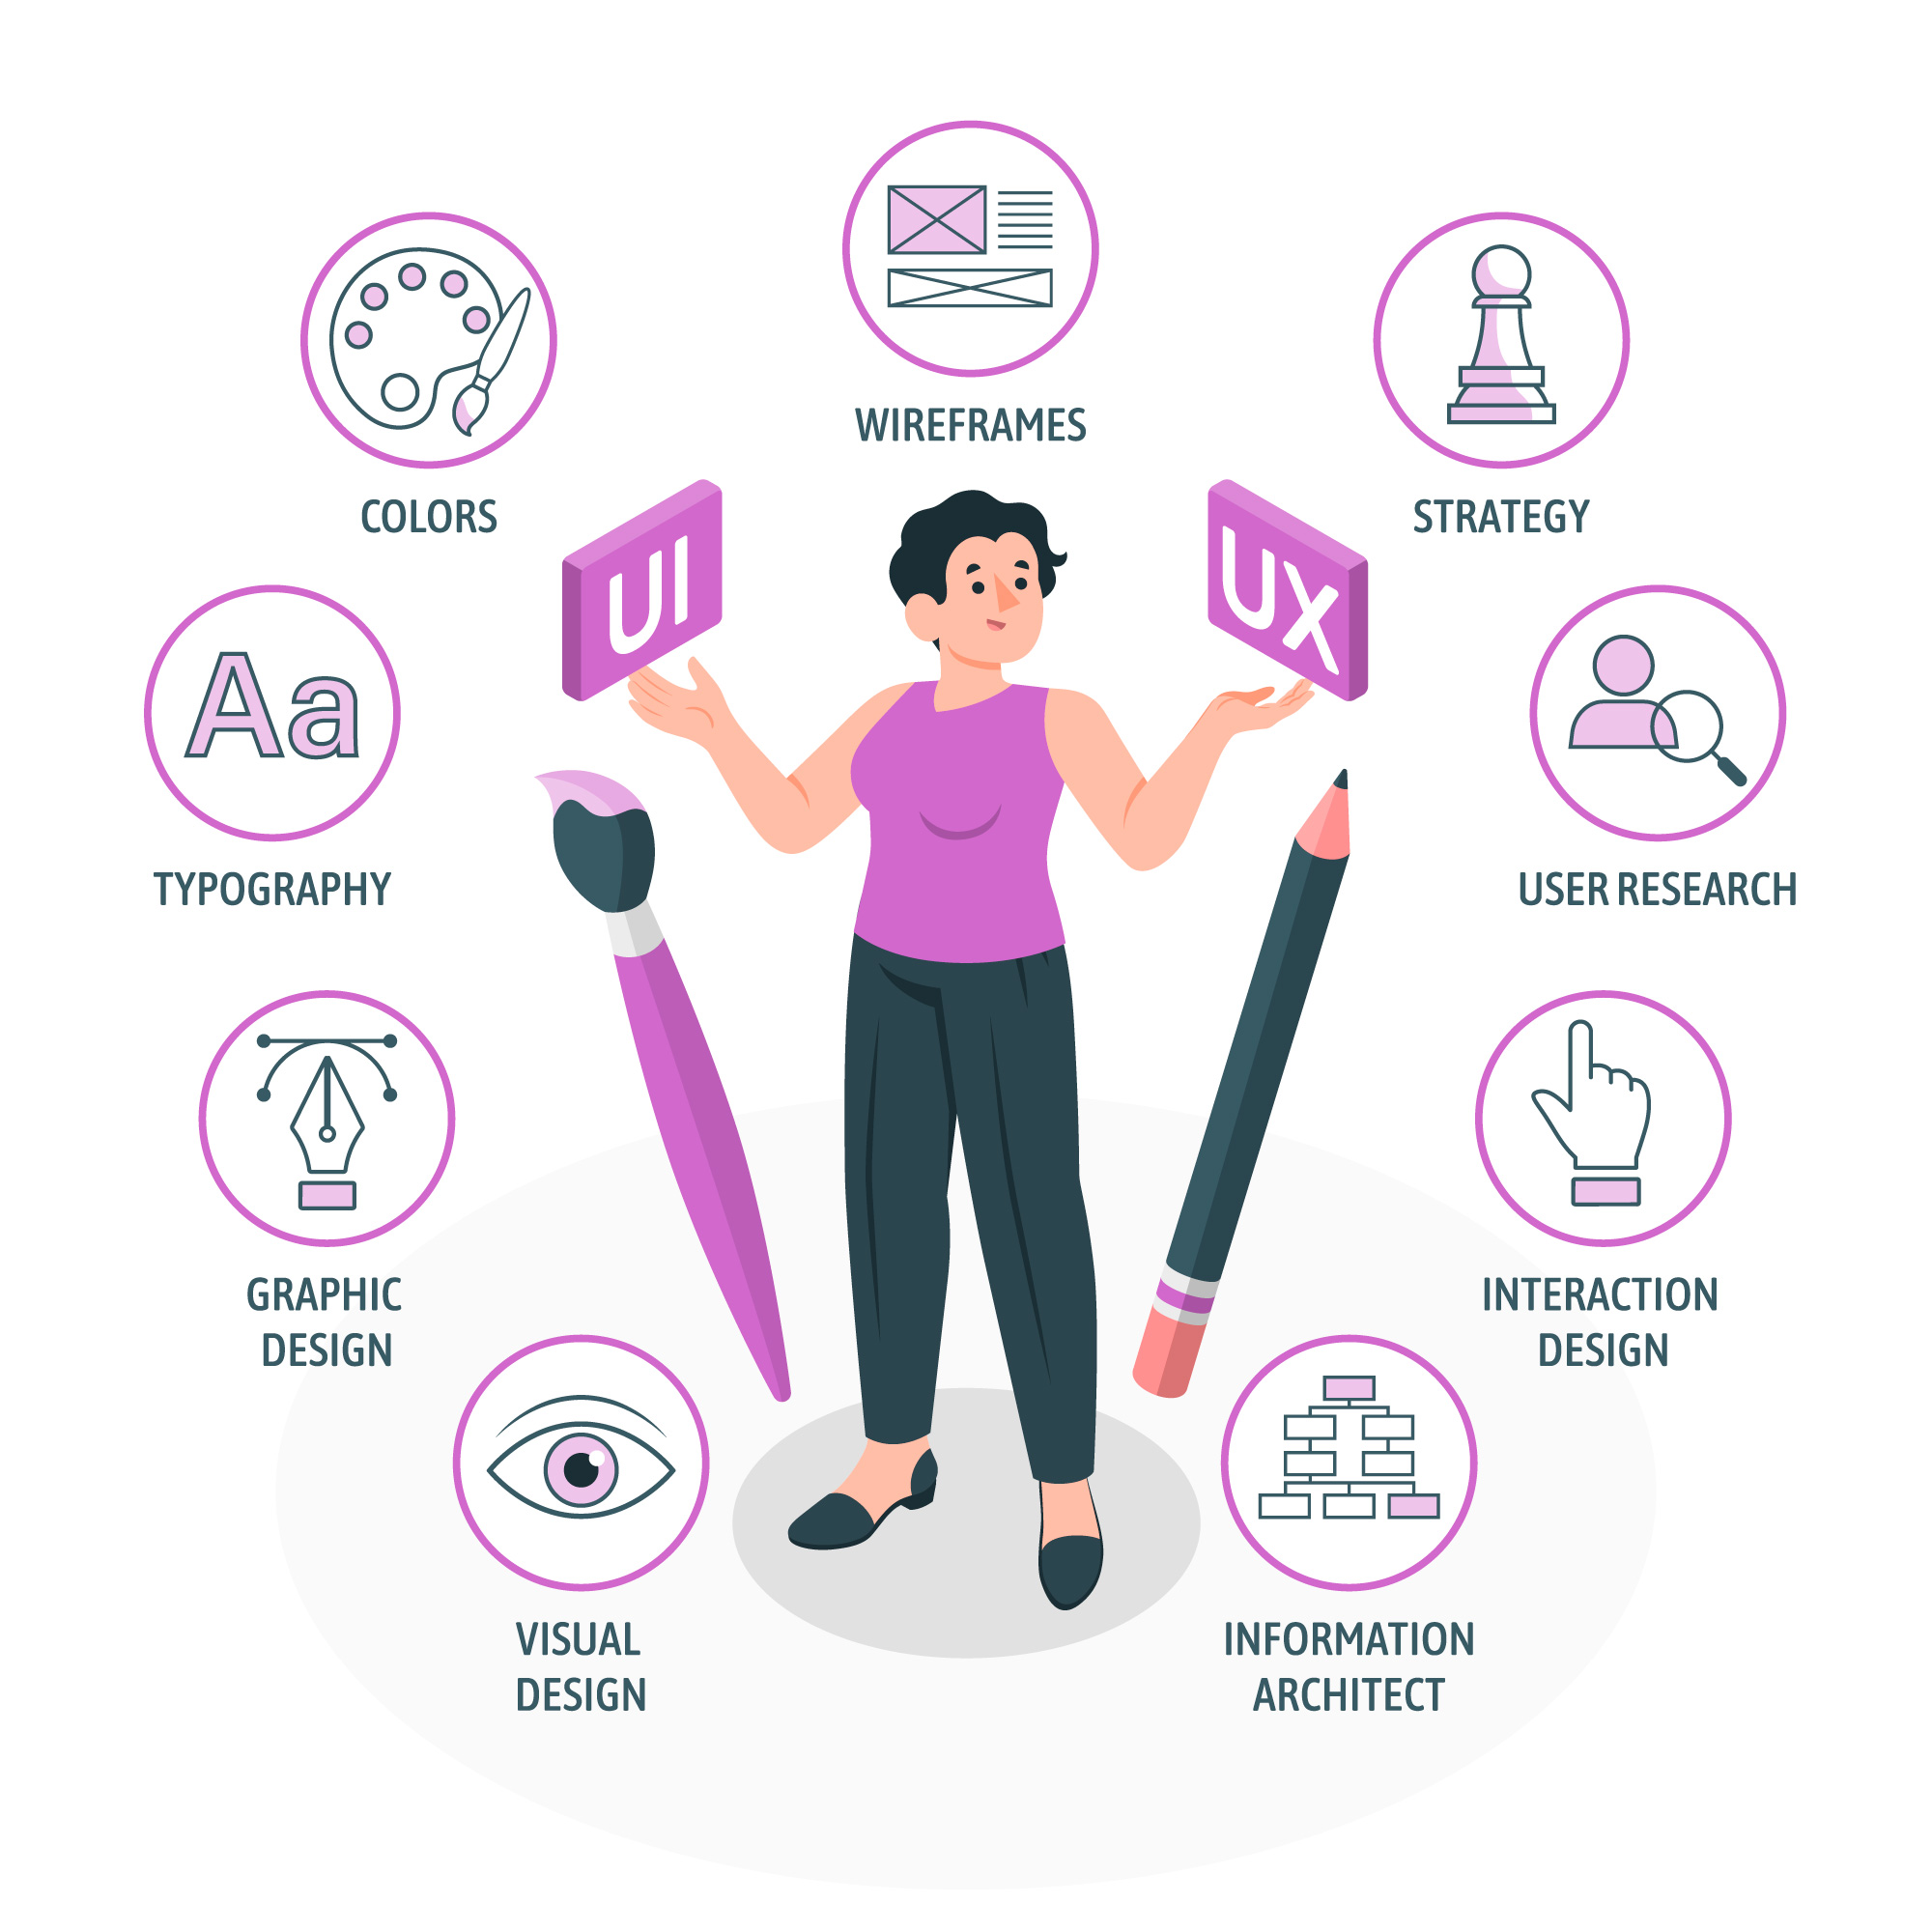 WIREFRAMES
COLORS
STRATEGY
UI
UX
Aa
TYPOGRAPHY
USER RESEARCH
GRAPHIC
DESIGN
INTERACTION
DESIGN
VISUAL
DESIGN
INFORMATION
ARCHITECT